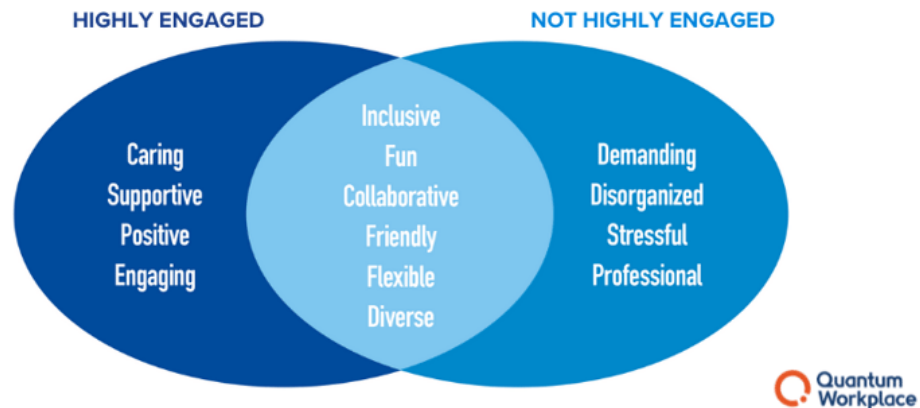 HIGHLY ENGAGED
NOT HIGHLY ENGAGED
Caring
Supportive
Positive
Engaging
Inclusive
Fun
Collaborative
Friendly
Flexible
Diverse
Demanding
Disorganized
Stressful
Professional
Quantum
Workplace